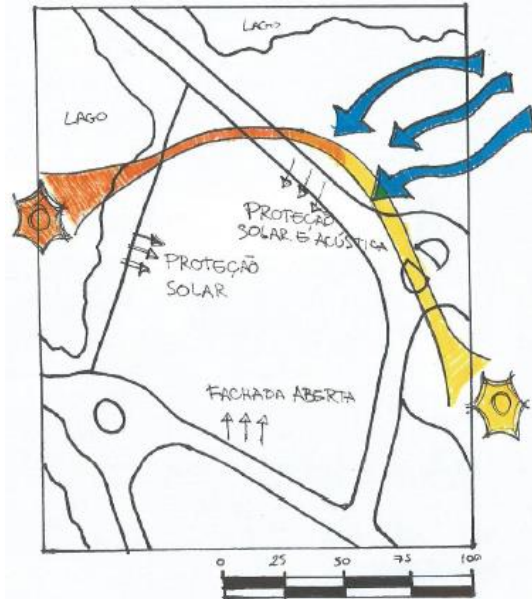 LAGO
LAGO
PROTEÇÃO
SOLAR E ACÚSTICA
PROTEÇÃO
SOLAR
FACHADA ABERTA
0 25 50 75 100